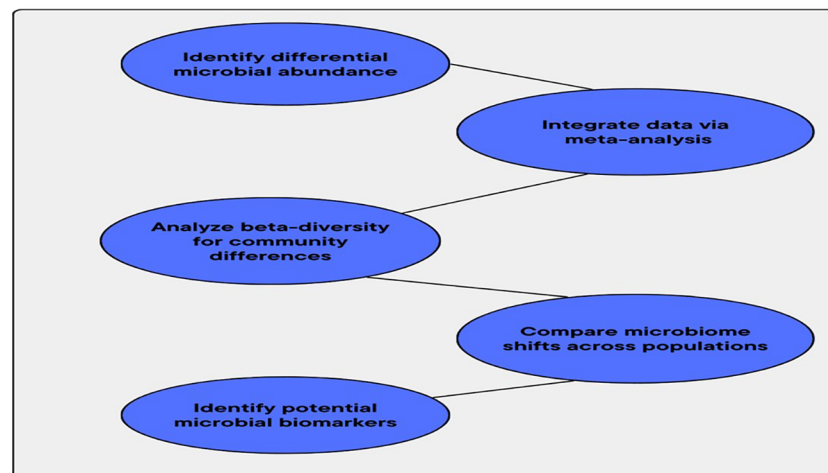 Identify differential
microbial abundance
Integrate data via
meta-analysis
Analyze beta-diversity
for community
differences
Compare microbiome
shifts across populations
Identify potential
microbial biomarkers